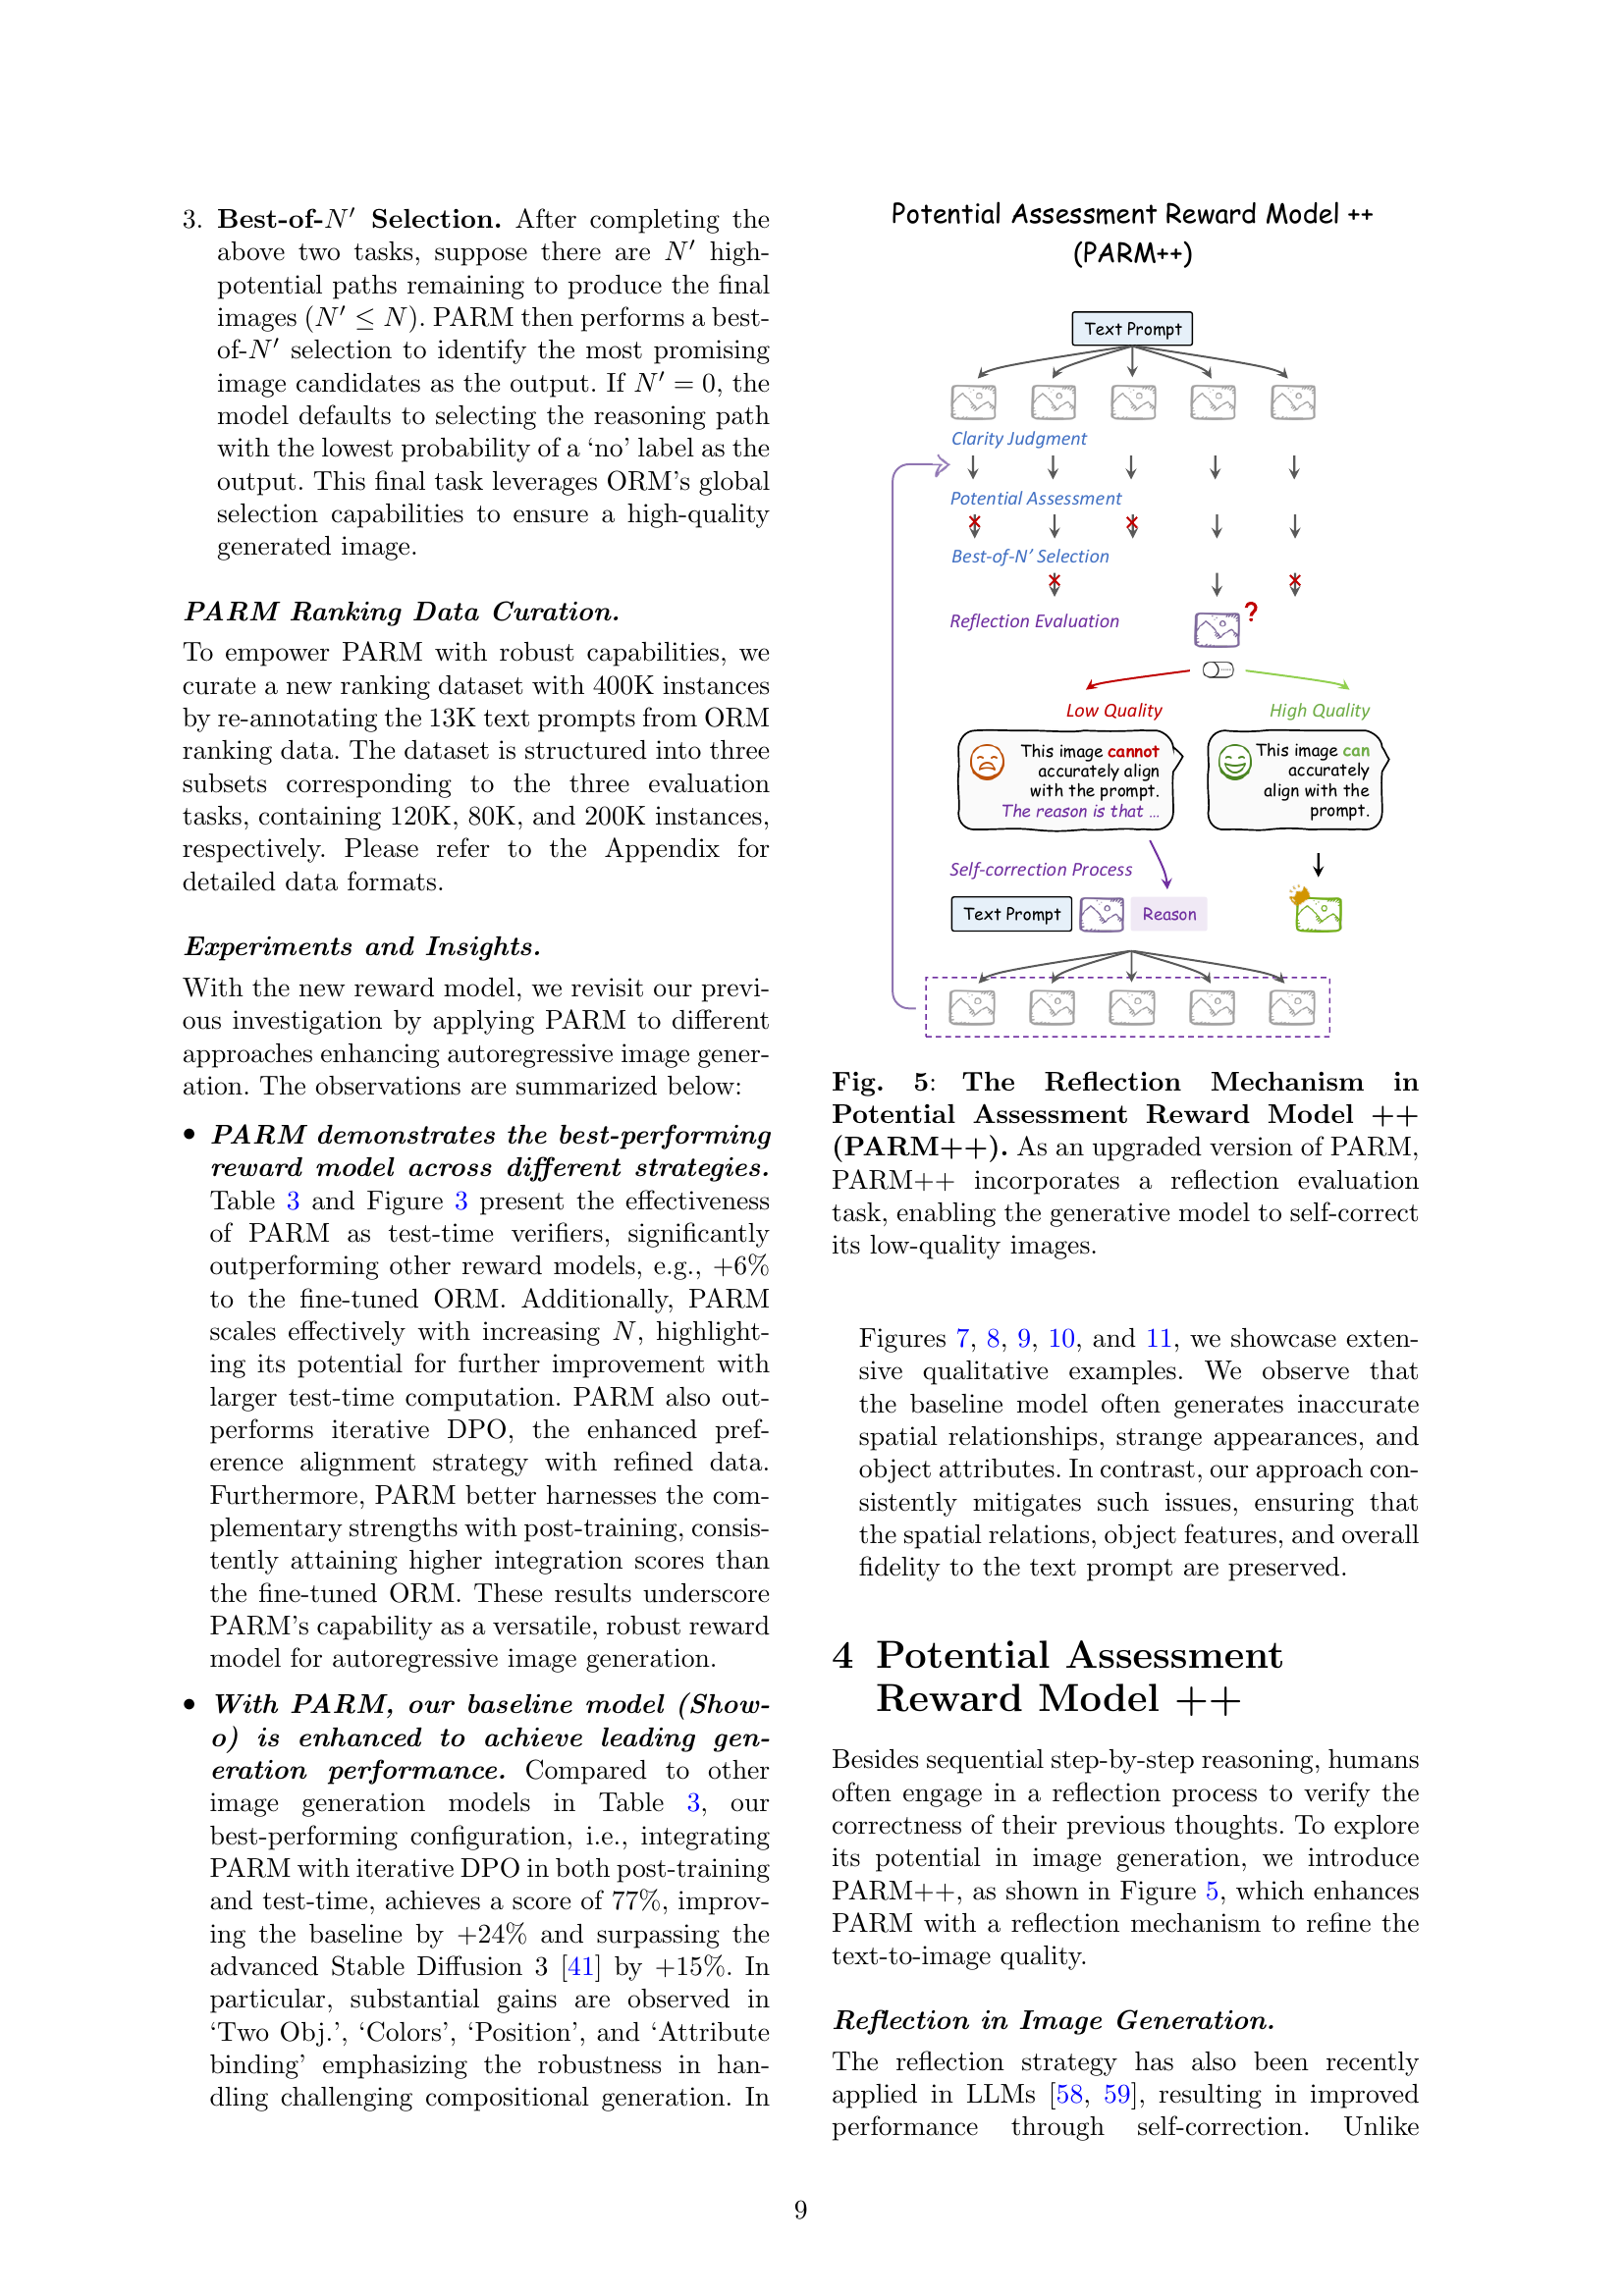 3. Best-of-N′ Selection. After completing the
above two tasks, suppose there are N′ high-
potential paths remaining to produce the final
images (N′ ≤ N). PARM then performs a best-
of-N′ selection to identify the most promising
image candidates as the output. If N′ = 0, the
model defaults to selecting the reasoning path
with the lowest probability of a ‘no’ label as the
output. This final task leverages ORM’s global
selection capabilities to ensure a high-quality
generated image.
PARM Ranking Data Curation.
To empower PARM with robust capabilities, we
curate a new ranking dataset with 400K instances
by re-annotating the 13K text prompts from ORM
ranking data. The dataset is structured into three
subsets corresponding to the three evaluation
tasks, containing 120K, 80K, and 200K instances,
respectively. Please refer to the Appendix for
detailed data formats.
Experiments and Insights.
With the new reward model, we revisit our previ-
ous investigation by applying PARM to different
approaches enhancing autoregressive image gener-
ation. The observations are summarized below:
• PARM demonstrates the best-performing
reward model across different strategies.
Table 3 and Figure 3 present the effectiveness
of PARM as test-time verifiers, significantly
outperforming other reward models, e.g., +6%
to the fine-tuned ORM. Additionally, PARM
scales effectively with increasing N, highlight-
ing its potential for further improvement with
larger test-time computation. PARM also out-
performs iterative DPO, the enhanced pref-
erence alignment strategy with refined data.
Furthermore, PARM better harnesses the com-
plementary strengths with post-training, consis-
tently attaining higher integration scores than
the fine-tuned ORM. These results underscore
PARM’s capability as a versatile, robust reward
model for autoregressive image generation.
• With PARM, our baseline model (Show-
o) is enhanced to achieve leading gen-
eration performance. Compared to other
image generation models in Table 3, our
best-performing configuration, i.e., integrating
PARM with iterative DPO in both post-training
and test-time, achieves a score of 77%, improv-
ing the baseline by +24% and surpassing the
advanced Stable Diffusion 3 [41] by +15%. In
particular, substantial gains are observed in
‘Two Obj.’, ‘Colors’, ‘Position’, and ‘Attribute
binding’ emphasizing the robustness in han-
dling challenging compositional generation. In
Potential Assessment Reward Model ++
(PARM++)
Text Prompt
Clarity Judgment
Potential Assessment
Best-of-N’ Selection
Reflection Evaluation
?
Low Quality
High Quality
This image cannot
accurately align
with the prompt.
The reason is that ...
This image can
accurately
align with the
prompt.
Self-correction Process
Text Prompt
Reason
Fig. 5: The Reflection Mechanism in
Potential Assessment Reward Model ++
(PARM++). As an upgraded version of PARM,
PARM++ incorporates a reflection evaluation
task, enabling the generative model to self-correct
its low-quality images.
Figures 7, 8, 9, 10, and 11, we showcase exten-
sive qualitative examples. We observe that
the baseline model often generates inaccurate
spatial relationships, strange appearances, and
object attributes. In contrast, our approach con-
sistently mitigates such issues, ensuring that
the spatial relations, object features, and overall
fidelity to the text prompt are preserved.
4 Potential Assessment
Reward Model ++
Besides sequential step-by-step reasoning, humans
often engage in a reflection process to verify the
correctness of their previous thoughts. To explore
its potential in image generation, we introduce
PARM++, as shown in Figure 5, which enhances
PARM with a reflection mechanism to refine the
text-to-image quality.
Reflection in Image Generation.
The reflection strategy has also been recently
applied in LLMs [58, 59], resulting in improved
performance through self-correction. Unlike
9